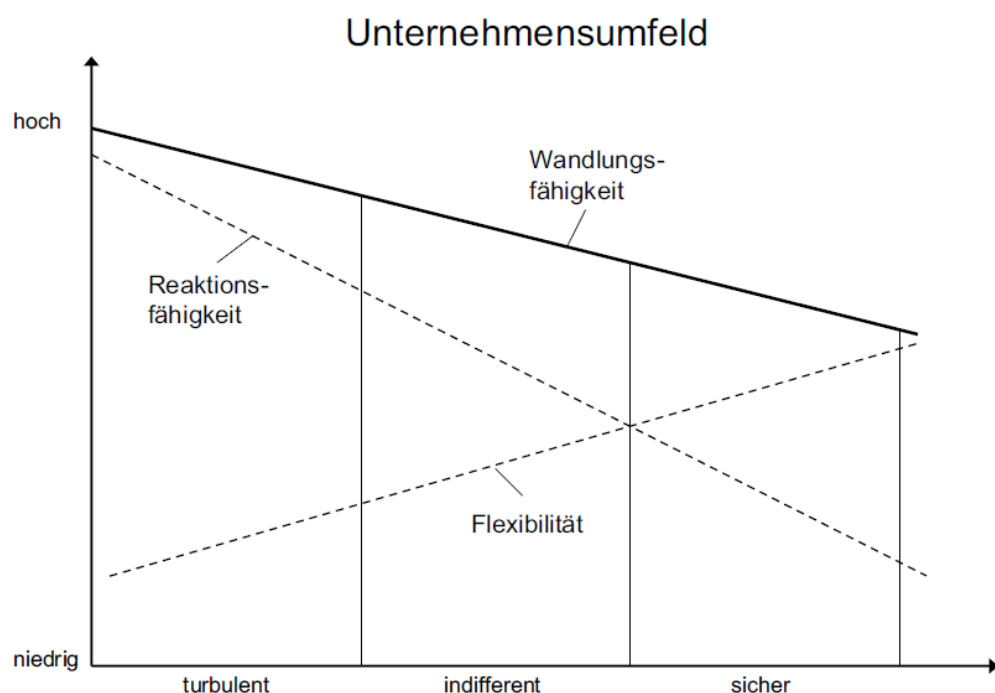 Unternehmensumfeld
hoch
Wandlungs-
fähigkeit
Reaktions-
fähigkeit
Flexibilität
niedrig
turbulent
indifferent
sicher